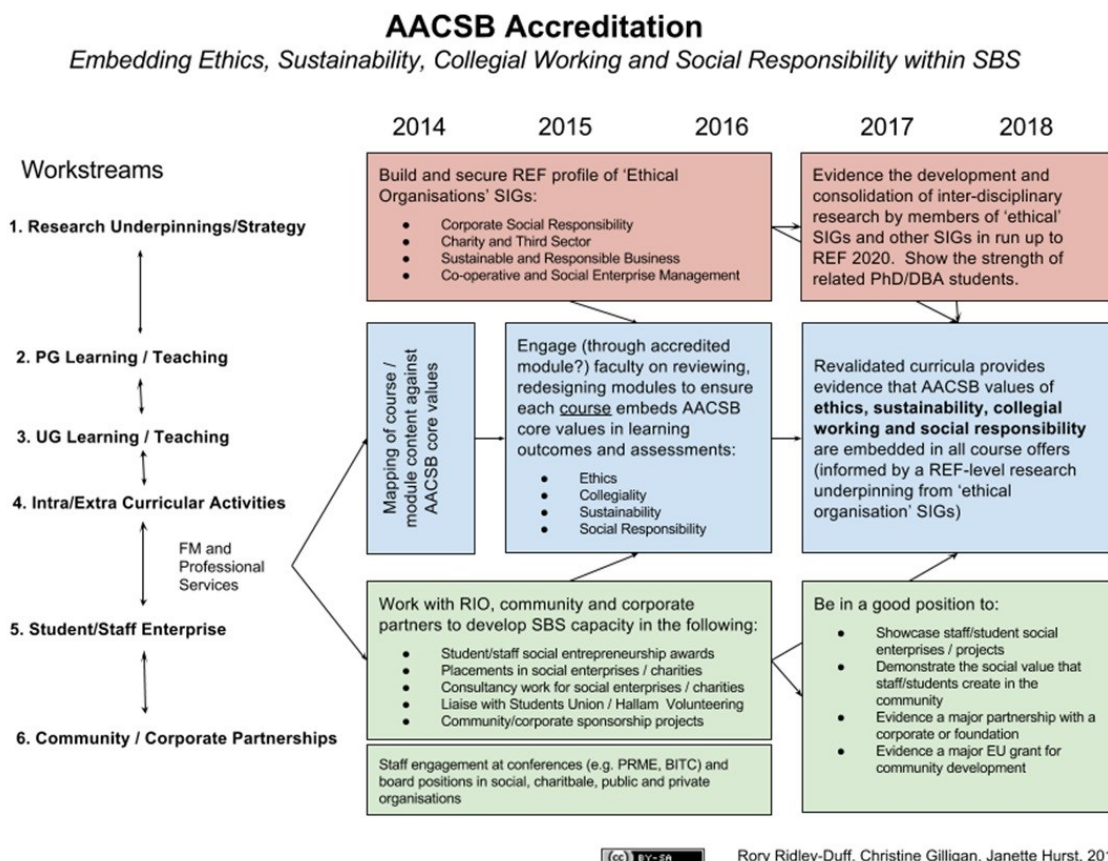 AACSB Accreditation
Embedding Ethics, Sustainability, Collegial Working and Social Responsibility within SBS
2014
2015
2016
2017
2018
Workstreams
1. Research Underpinnings/Strategy
2. PG Learning / Teaching
3. UG Learning / Teaching
4. Intra/Extra Curricular Activities
FM and
Professional
Services
5. Student/Staff Enterprise
6. Community / Corporate Partnerships
Build and secure REF profile of 'Ethical
Organisations' SIGs:
● Corporate Social Responsibility
● Charity and Third Sector
● Sustainable and Responsible Business
● Co-operative and Social Enterprise Management
Evidence the development and
consolidation of inter-disciplinary
research by members of 'ethical'
SIGs and other SIGs in run up to
REF 2020. Show the strength of
related PhD/DBA students.
Mapping of course /
module content against
AACSB core values
Engage (through accredited
module?) faculty on reviewing,
redesigning modules to ensure
each course embeds AACSB
core values in learning
outcomes and assessments:
● Ethics
● Collegiality
● Sustainability
● Social Responsibility
Revalidated curricula provides
evidence that AACSB values of
ethics, sustainability, collegial
working and social responsibility
are embedded in all course offers
(informed by a REF-level research
underpinning from 'ethical
organisation' SIGs)
Work with RIO, community and corporate
partners to develop SBS capacity in the following:
● Student/staff social entrepreneurship awards
● Placements in social enterprises / charities
● Consultancy work for social enterprises / charities
● Liaise with Students Union / Hallam Volunteering
● Community/corporate sponsorship projects
Staff engagement at conferences (e.g. PRME, BITC) and
board positions in social, charitbale, public and private
organisations
Be in a good position to:
● Showcase staff/student social
enterprises / projects
● Demonstrate the social value that
staff/students create in the
community
● Evidence a major partnership with a
corporate or foundation
● Evidence a major EU grant for
community development
(cc) BY-SA
Rory Ridley-Duff, Christine Gilligan, Janette Hurst,